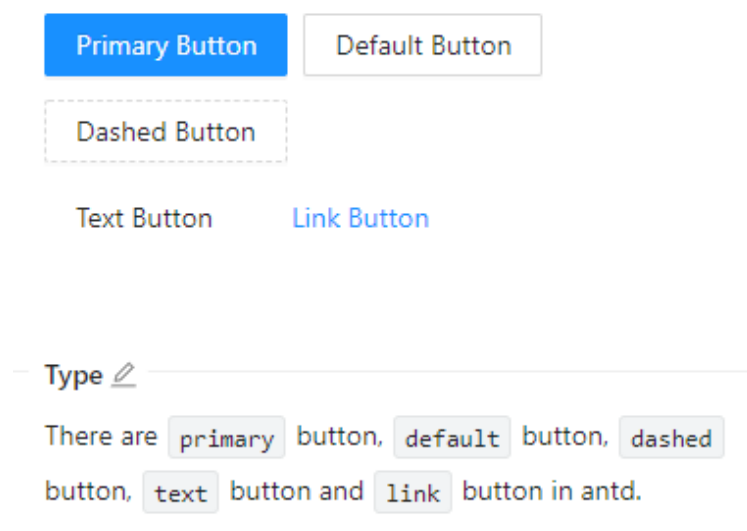 Primary Button Default Button
Dashed Button
Text Button Link Button
Type
There are primary button, default button, dashed
button, text button and link button in antd.